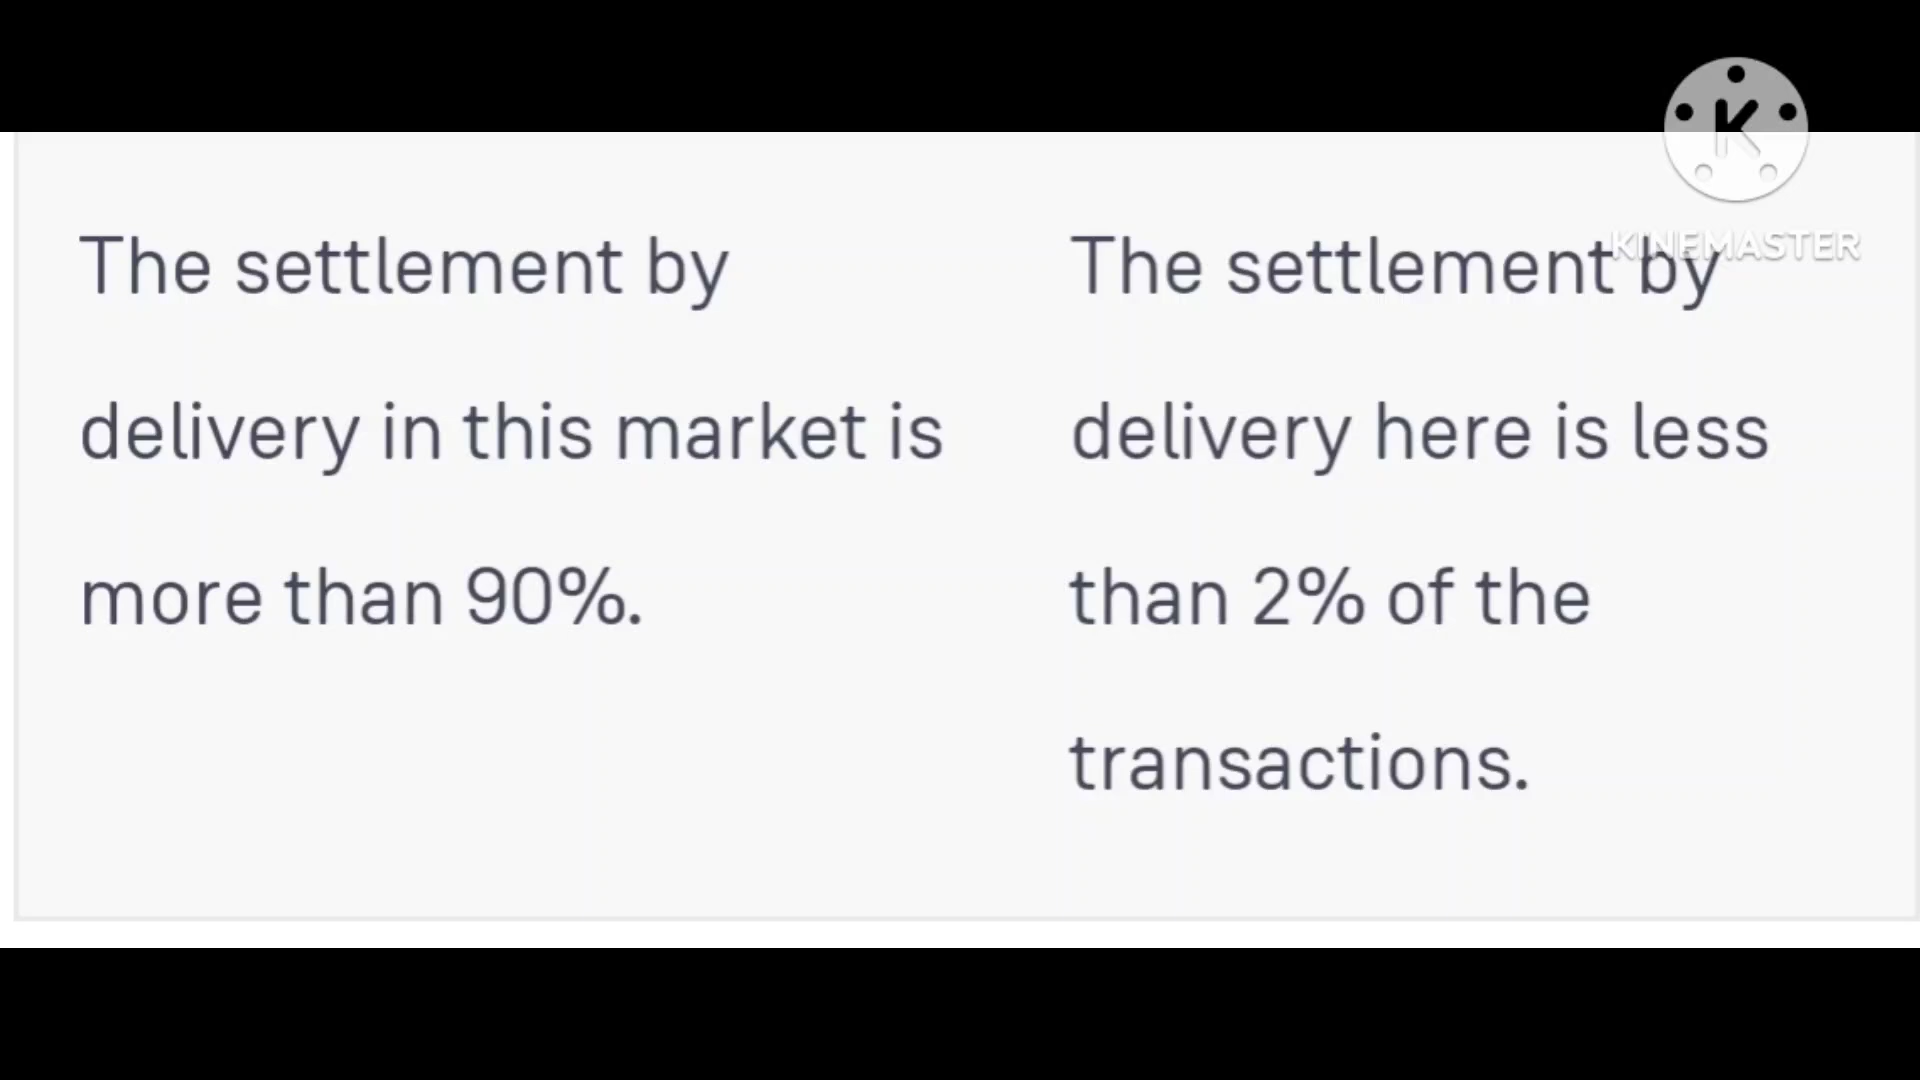 KINEMASTER
The settlement by
delivery in this market is
more than 90%.
The settlement by
delivery here is less
than 2% of the
transactions.